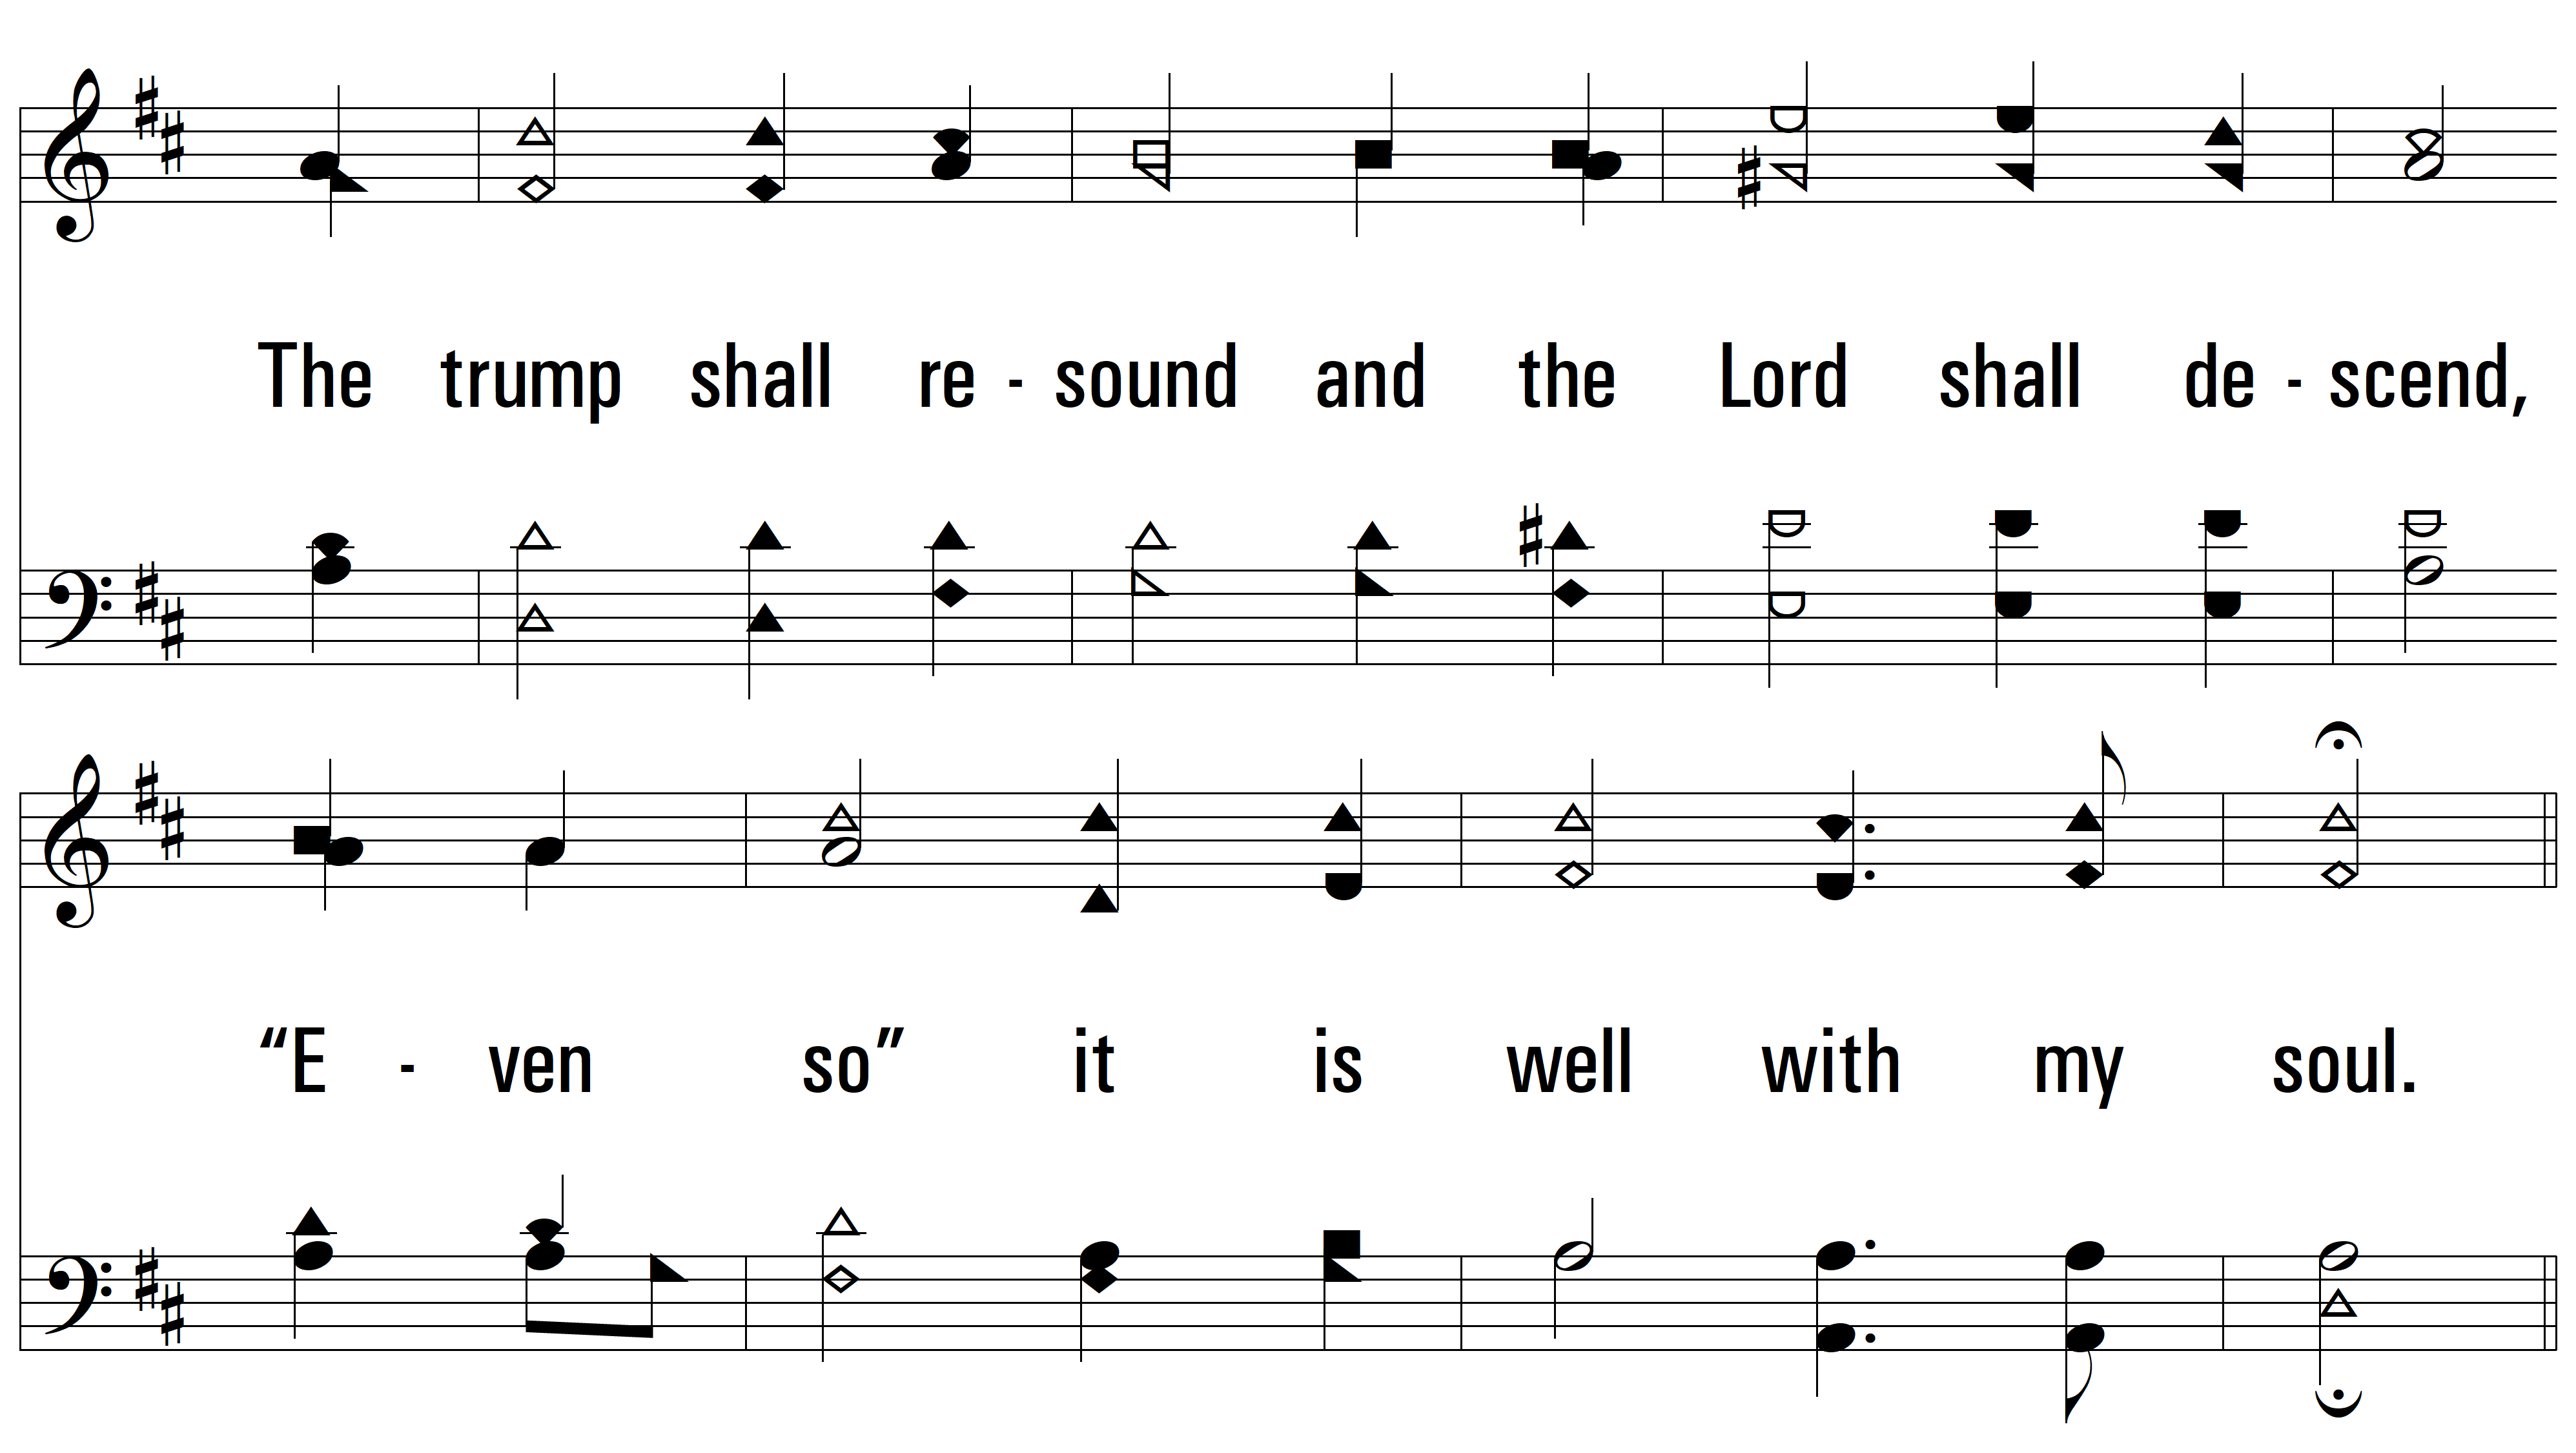 The trump shall re - sound and the Lord shall de - scend,
“E - ven so” it is well with my soul.